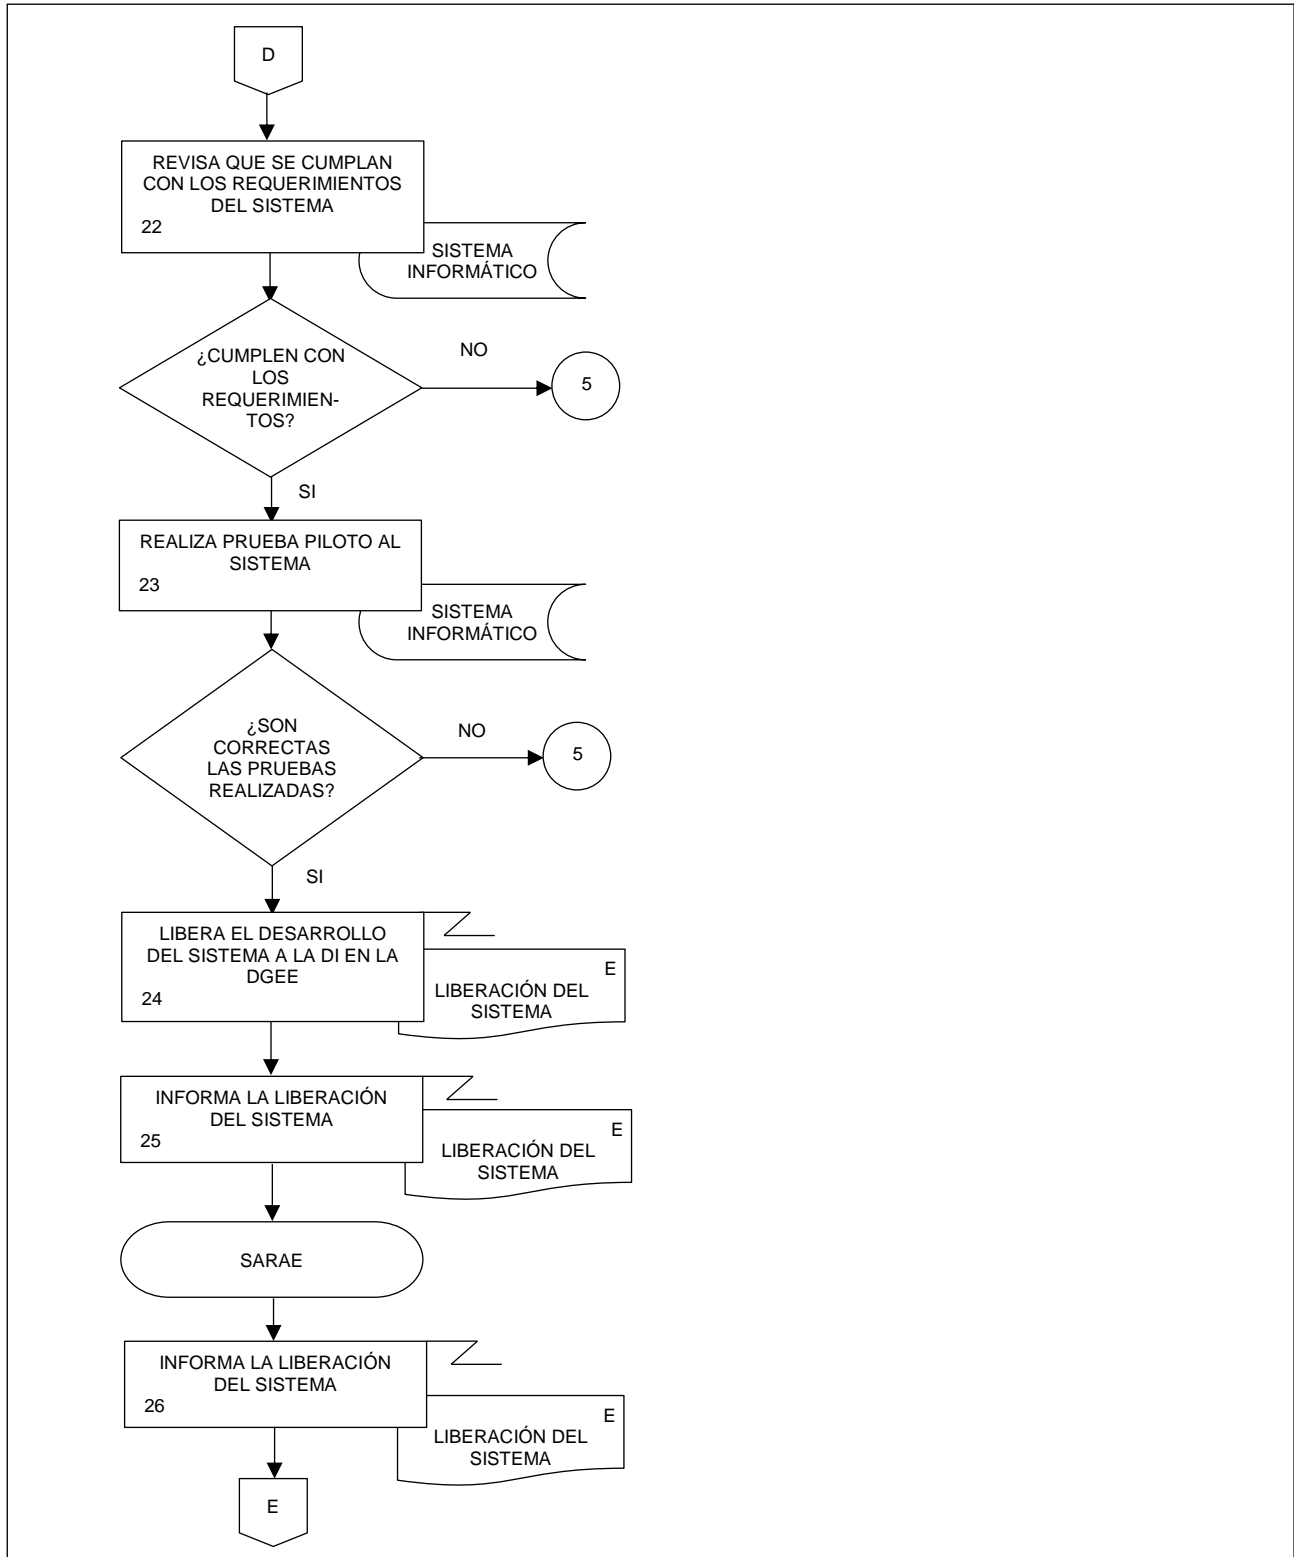 D
REVISA QUE SE CUMPLAN
CON LOS REQUERIMIENTOS
DEL SISTEMA
22
SISTEMA
INFORMÁTICO
¿CUMPLEN CON
LOS
REQUERIMIEN-
TOS?
NO
5
SI
REALIZA PRUEBA PILOTO AL
SISTEMA
23
SISTEMA
INFORMÁTICO
¿SON
CORRECTAS
LAS PRUEBAS
REALIZADAS?
NO
5
SI
LIBERA EL DESARROLLO
DEL SISTEMA A LA DI EN LA
DGEE
24
E
LIBERACIÓN DEL
SISTEMA
INFORMA LA LIBERACIÓN
DEL SISTEMA
25
E
LIBERACIÓN DEL
SISTEMA
SARAE
INFORMA LA LIBERACIÓN
DEL SISTEMA
26
E
LIBERACIÓN DEL
SISTEMA
E